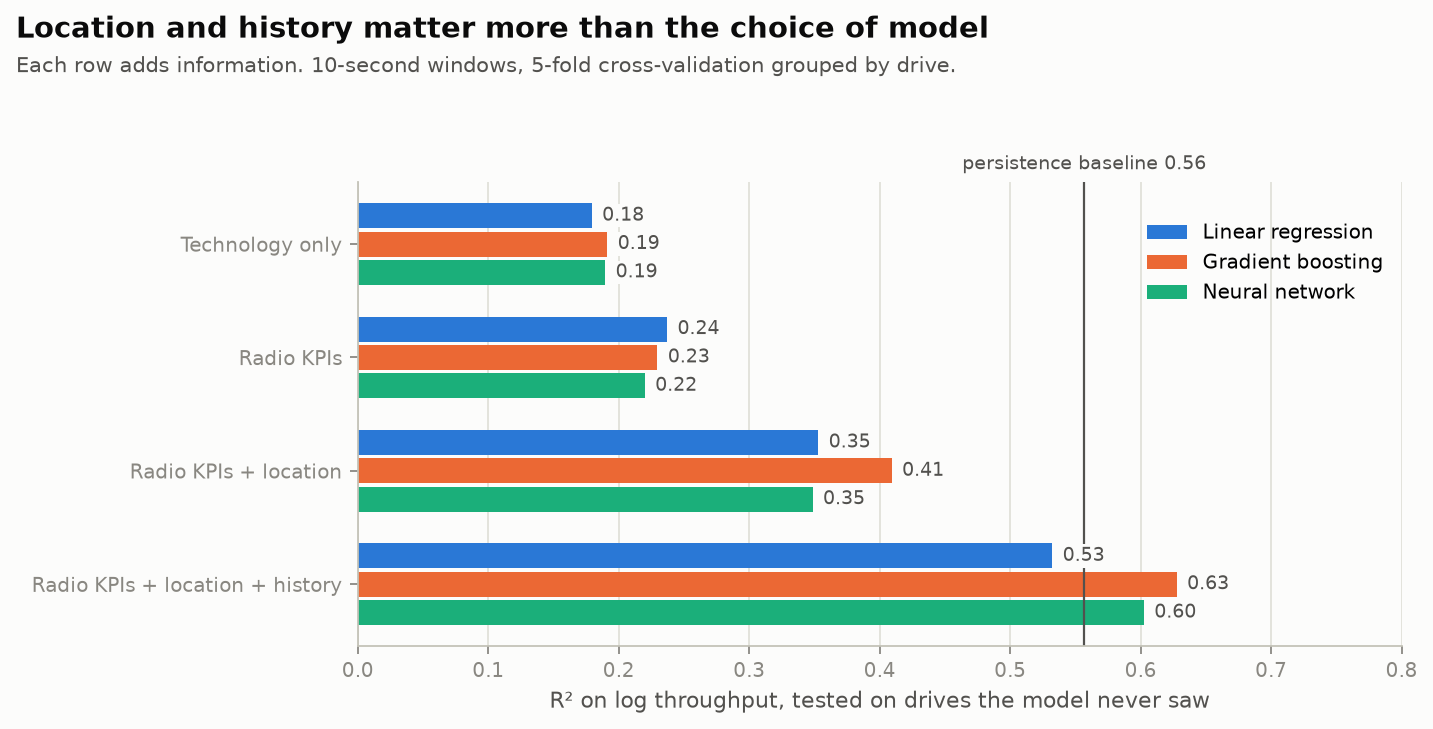 Location and history matter more than the choice of model
Each row adds information. 10-second windows, 5-fold cross-validation grouped by drive.
persistence baseline 0.56
Linear regression
Gradient boosting
Neural network
Technology only
0.18
0.19
0.19
Radio KPIs
0.24
0.23
0.22
Radio KPIs + location
0.35
0.41
0.35
Radio KPIs + location + history
0.53
0.63
0.60
0.0 0.1 0.2 0.3 0.4 0.5 0.6 0.7 0.8
R² on log throughput, tested on drives the model never saw